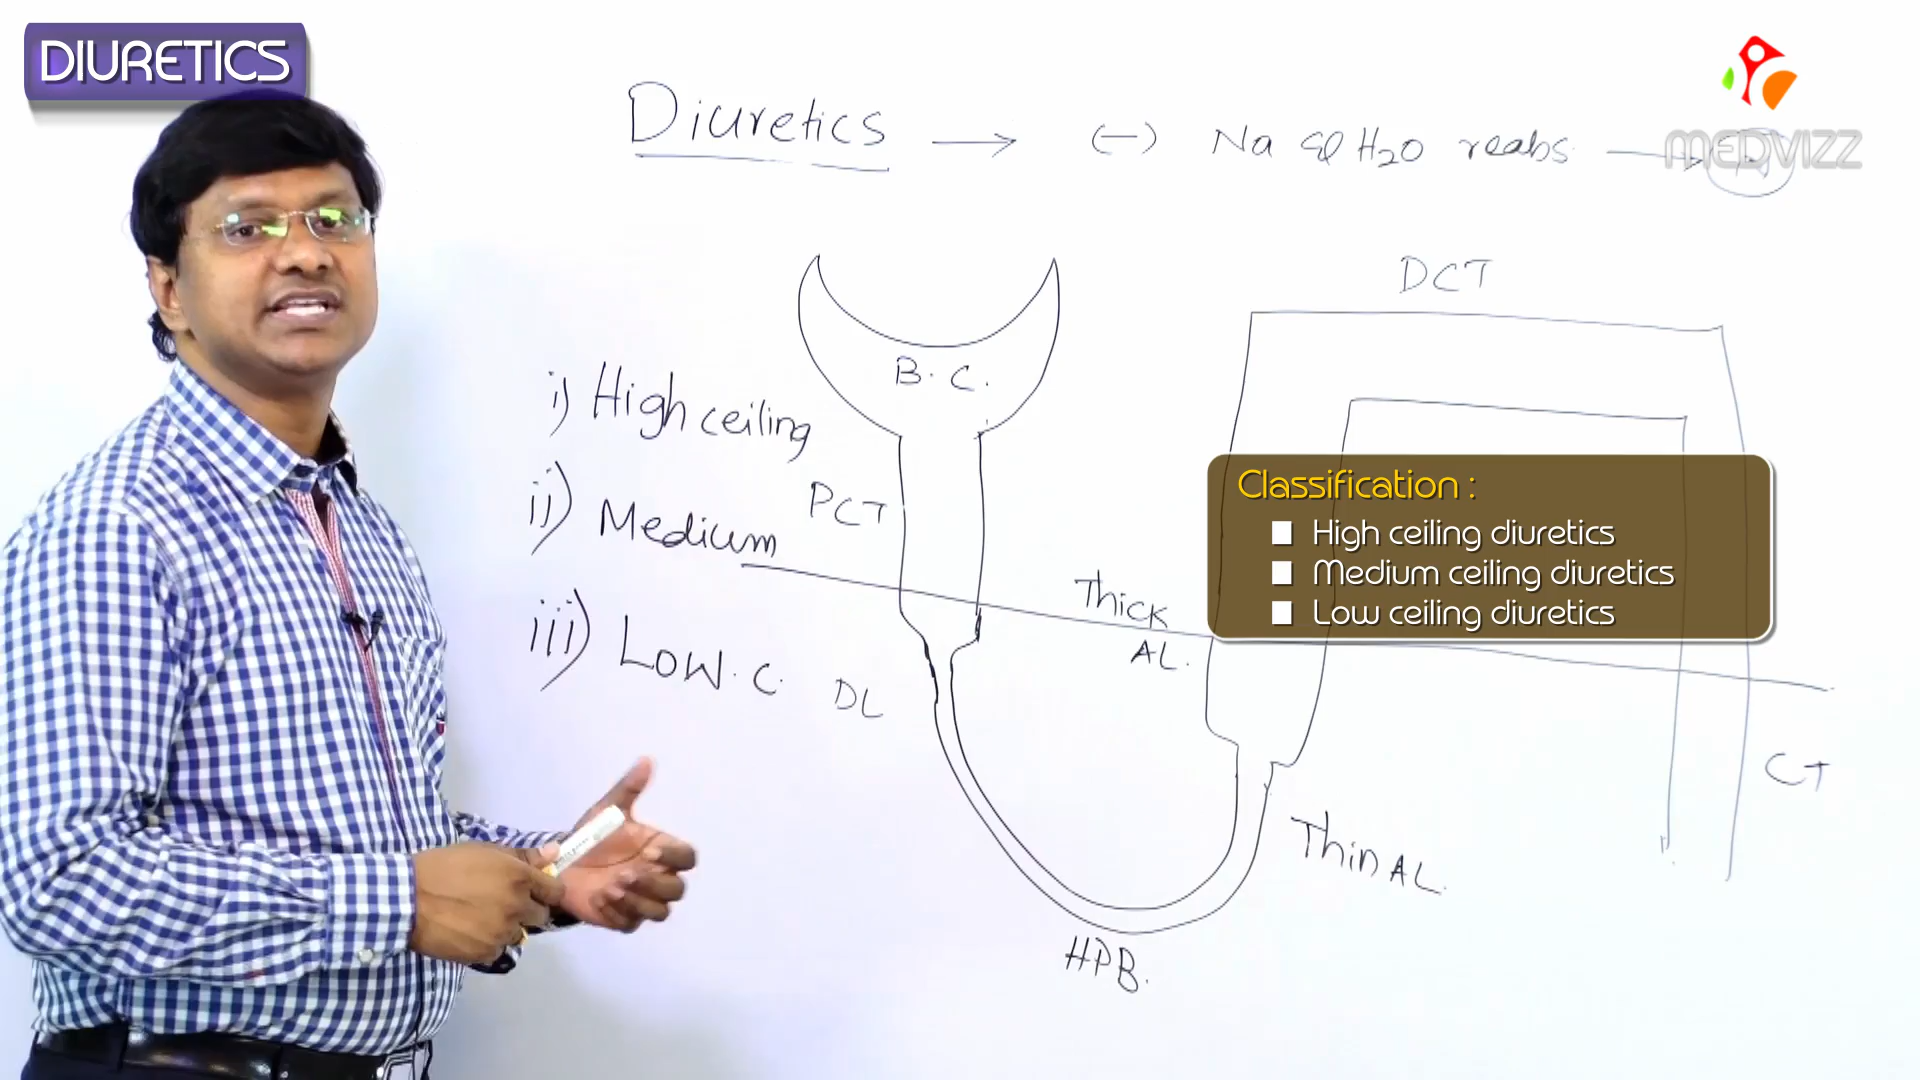 DIURETICS
Diuretics → (-) Na & H2O reabs →
MEDVIZZ
DCT
B. C.
i) High ceiling
PCT
ii) Medium
Thick
AL.
iii) Low. C.
DL
Classification :
High ceiling diuretics
Medium ceiling diuretics
Low ceiling diuretics
CT
Thin AL.
HPB.